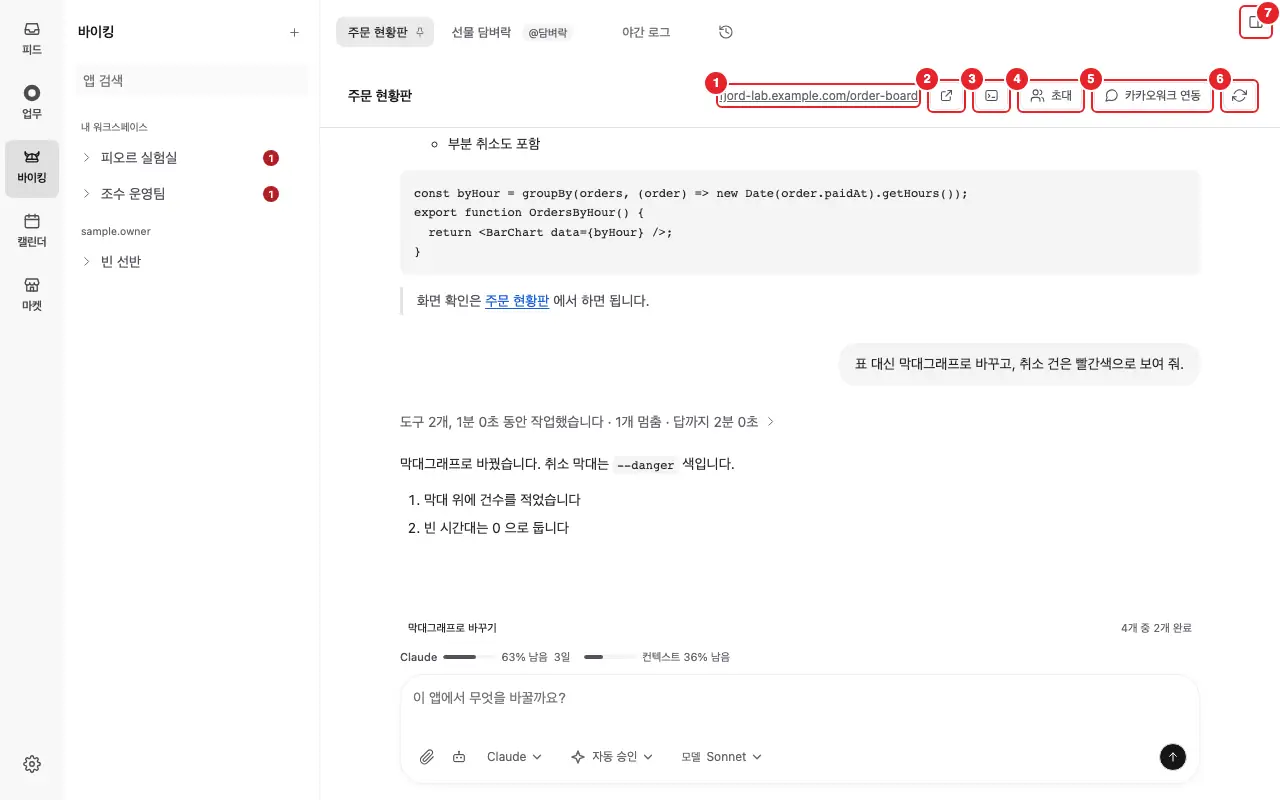 피드
업무
바이킹
캘린더
마켓
바이킹
앱 검색
내 워크스페이스
피오르 실험실 1
조수 운영팀 1
sample.owner
빈 선반
주문 현황판
선물 담벼락 @담벼락
야간 로그
7
주문 현황판
1 fjord-lab.example.com/order-board
2
3
4 초대
5 카카오워크 연동
6
부분 취소도 포함
const byHour = groupBy(orders, (order) => new Date(order.paidAt).getHours());
export function OrdersByHour() {
return <BarChart data={byHour} />;
}
화면 확인은 주문 현황판 에서 하면 됩니다.
표 대신 막대그래프로 바꾸고, 취소 건은 빨간색으로 보여 줘.
도구 2개, 1분 0초 동안 작업했습니다 · 1개 멈춤 · 답까지 2분 0초
막대그래프로 바꿨습니다. 취소 막대는 --danger 색입니다.
1. 막대 위에 건수를 적었습니다
2. 빈 시간대는 0 으로 둡니다
막대그래프로 바꾸기
4개 중 2개 완료
Claude 63% 남음 3일 컨텍스트 36% 남음
이 앱에서 무엇을 바꿀까요?
Claude 자동 승인 모델 Sonnet